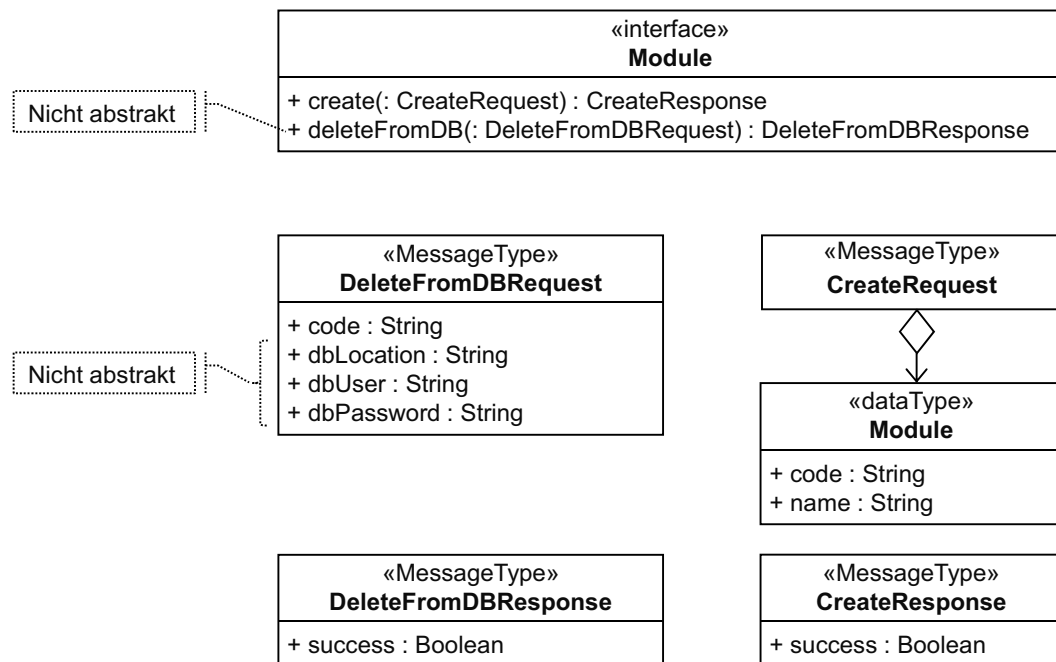 «interface»
Module
+ create(: CreateRequest) : CreateResponse
+ deleteFromDB(: DeleteFromDBRequest) : DeleteFromDBResponse
Nicht abstrakt
«MessageType»
DeleteFromDBRequest
+ code : String
+ dbLocation : String
+ dbUser : String
+ dbPassword : String
Nicht abstrakt
«MessageType»
CreateRequest
«dataType»
Module
+ code : String
+ name : String
«MessageType»
DeleteFromDBResponse
+ success : Boolean
«MessageType»
CreateResponse
+ success : Boolean